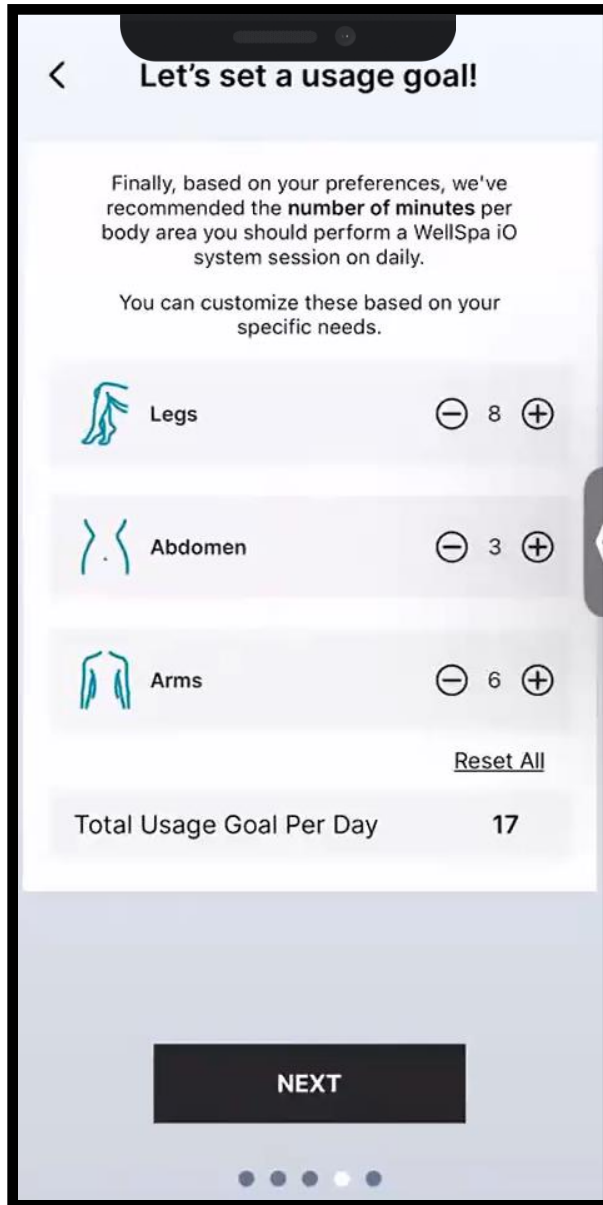 Let's set a usage goal!
Finally, based on your preferences, we've
recommended the number of minutes per
body area you should perform a WellSpa iO
system session on daily.
You can customize these based on your
specific needs.
Legs 8
Abdomen 3
Arms 6
Reset All
Total Usage Goal Per Day 17
NEXT